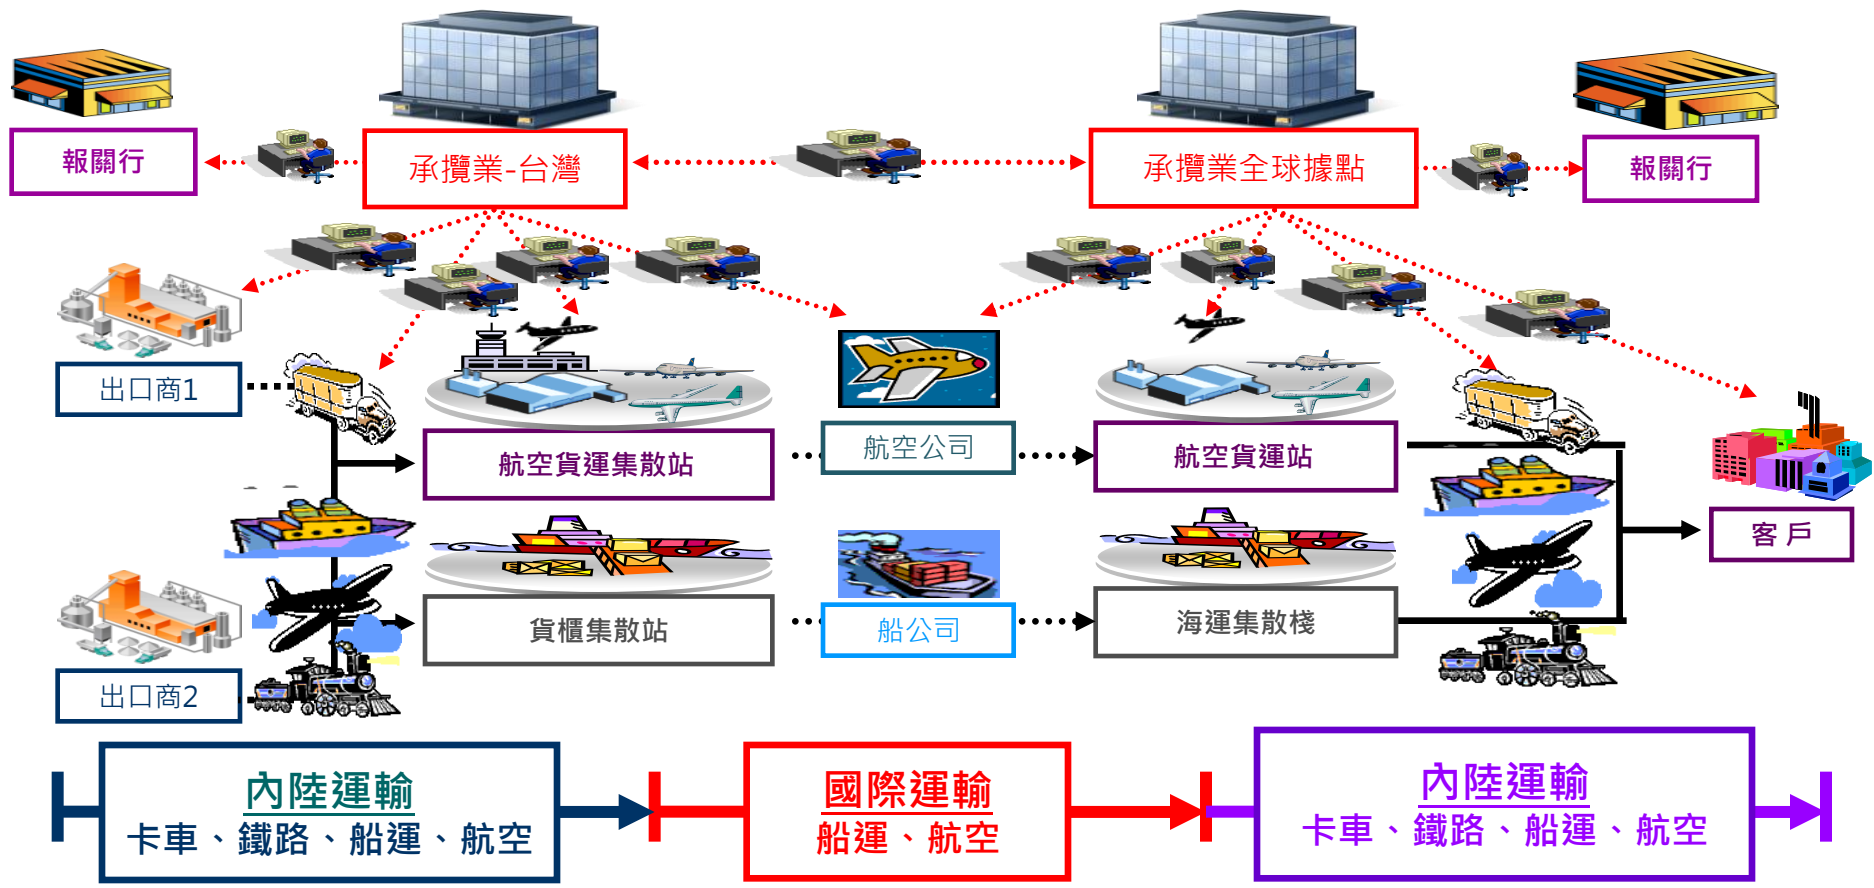 報關行
承攬業-台灣
承攬業全球據點
報關行
出口商1
航空貨運集散站
航空公司
航空貨運站
客 戶
貨櫃集散站
船公司
海運集散棧
出口商2
內陸運輸
卡車、鐵路、船運、航空
國際運輸
船運、航空
內陸運輸
卡車、鐵路、船運、航空